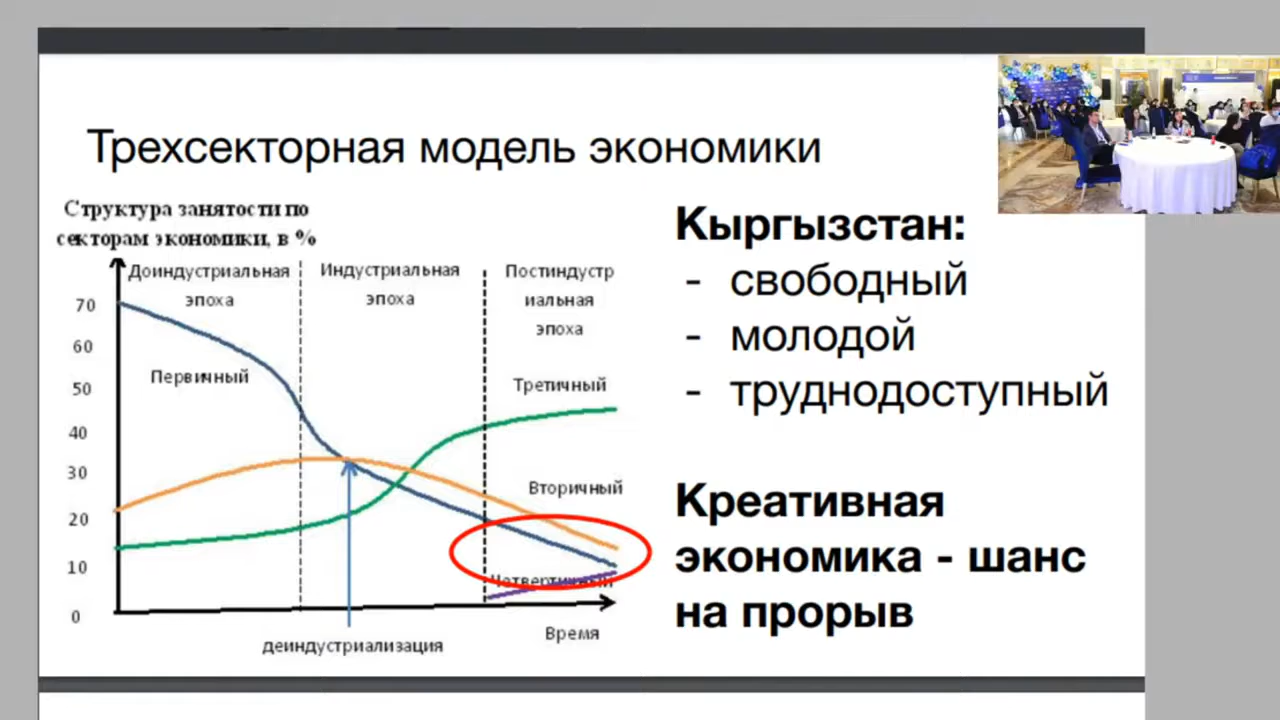 Трехсекторная модель экономики
Структура занятости по
секторам экономики, в %
Доиндустриальная
эпоха
Индустриальная
эпоха
Постиндустр
иальная
эпоха
70
60
50
40
30
20
10
0
Первичный
Третичный
Вторичный
Четвертичный
Время
деиндустриализация
Кыргызстан:
- свободный
- молодой
- труднодоступный
Креативная
экономика - шанс
на прорыв